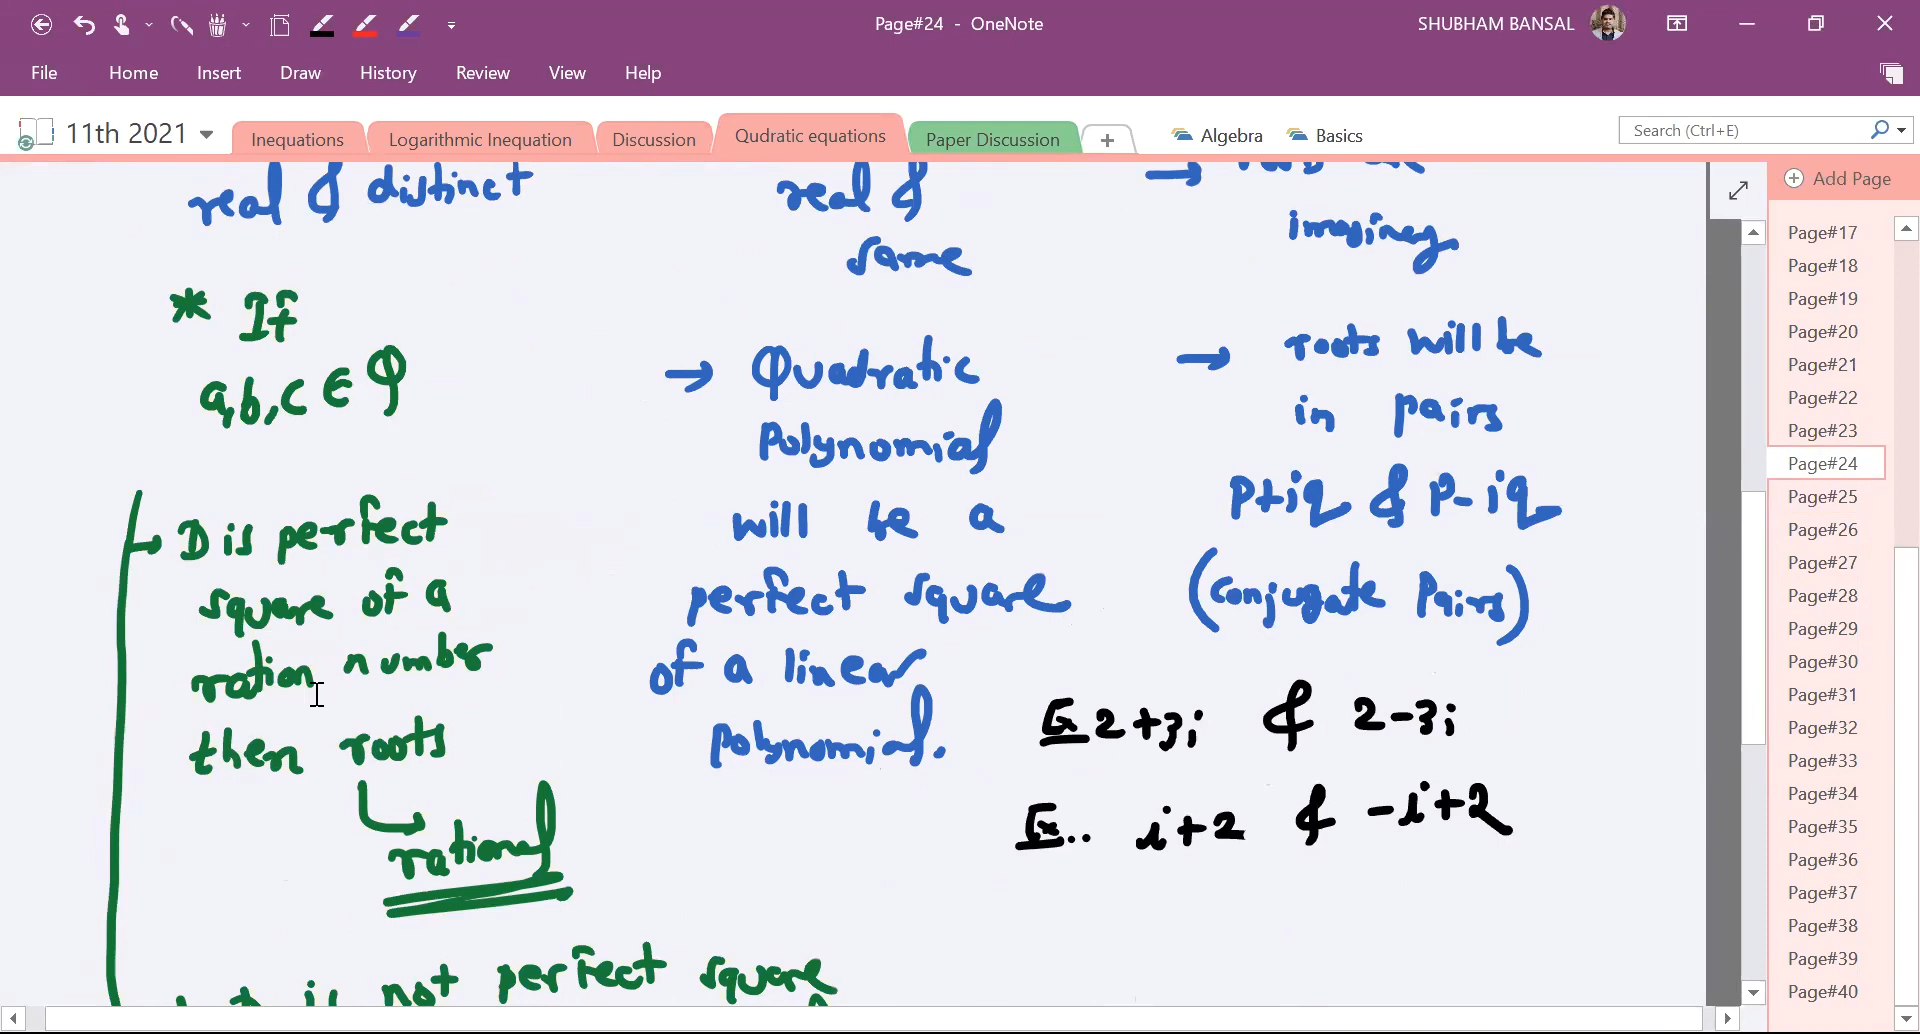 Page#24 - OneNote
SHUBHAM BANSAL
File Home Insert Draw History Review View Help
11th 2021
Inequations
Logarithmic Inequation
Discussion
Qudratic equations
Paper Discussion
+
Algebra
Basics
Search (Ctrl+E)
Add Page
Page#17
Page#18
Page#19
Page#20
Page#21
Page#22
Page#23
Page#24
Page#25
Page#26
Page#27
Page#28
Page#29
Page#30
Page#31
Page#32
Page#33
Page#34
Page#35
Page#36
Page#37
Page#38
Page#39
Page#40
real & distinct
* If
a,b,c ∈ Q
→ D is perfect
square of a
ration number
then roots
rational
is not perfect square
real &
same
→ Quadratic
Polynomial
will be a
perfect square
of a linear
Polynomial.
→
imaginey
→ roots will be
in pairs
P+iq & P-iq
(Conjugate Pairs)
Ex 2+3i & 2-3i
Ex.. i+2 & -i+2